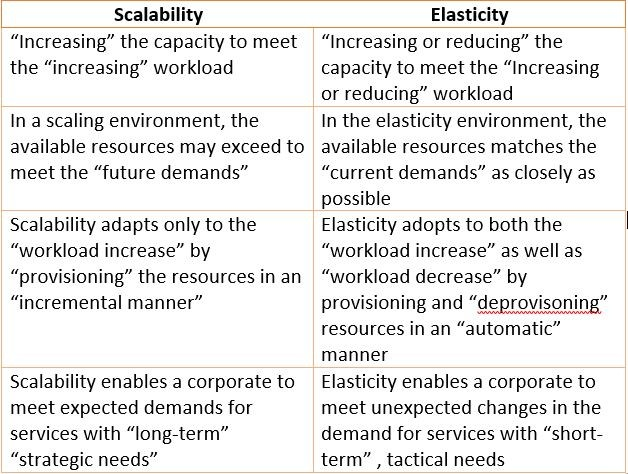 Scalability
Elasticity
“Increasing” the capacity to meet
the “increasing” workload
“Increasing or reducing” the
capacity to meet the “Increasing
or reducing” workload
In a scaling environment, the
available resources may exceed to
meet the “future demands”
In the elasticity environment, the
available resources matches the
“current demands” as closely as
possible
Scalability adapts only to the
“workload increase” by
“provisioning” the resources in an
“incremental manner”
Elasticity adopts to both the
“workload increase” as well as
“workload decrease” by
provisioning and “deprovisoning”
resources in an “automatic”
manner
Scalability enables a corporate to
meet expected demands for
services with “long-term”
“strategic needs”
Elasticity enables a corporate to
meet unexpected changes in the
demand for services with “short-
term” , tactical needs